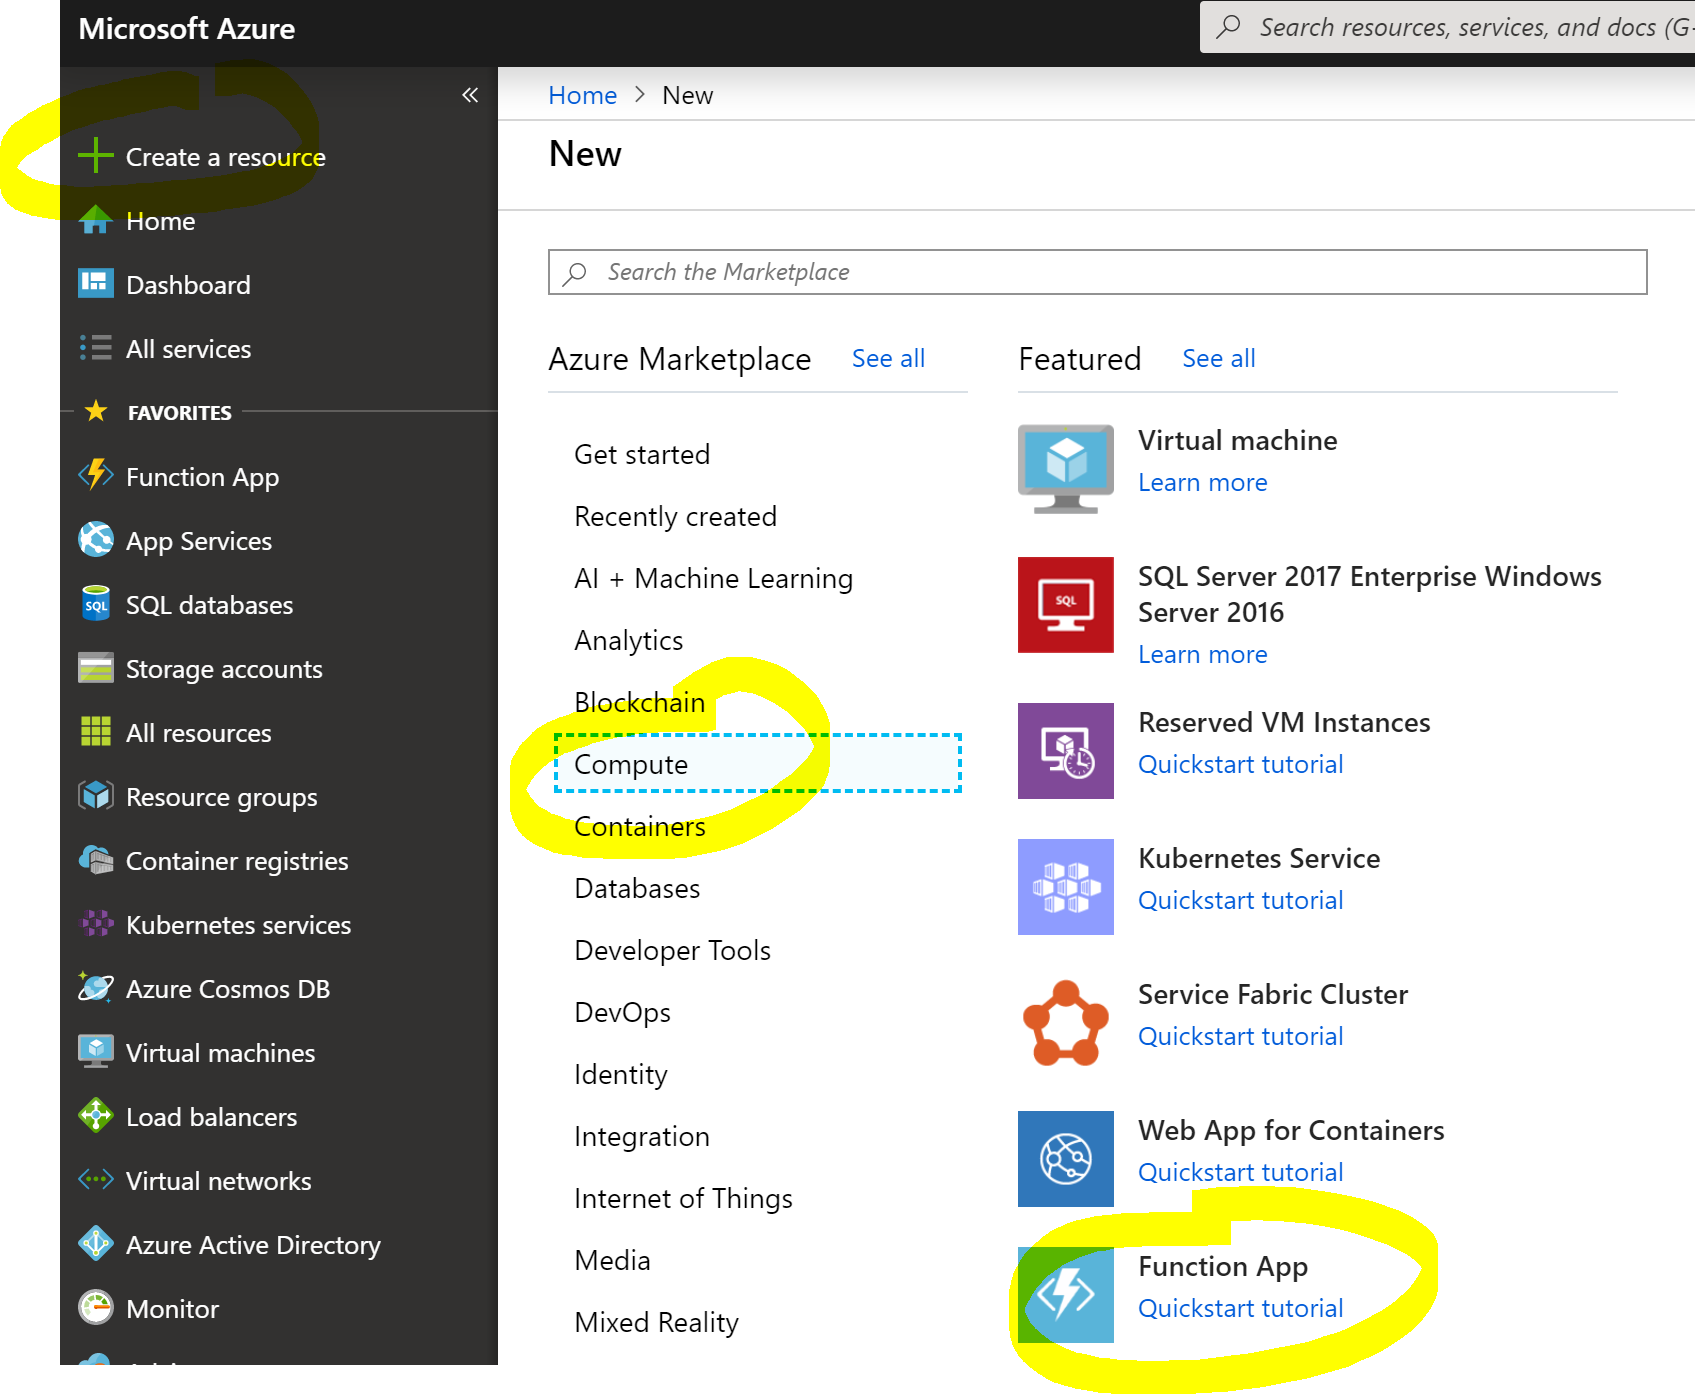 Microsoft Azure
Search resources, services, and docs (G-
Create a resource
Home
Dashboard
All services
FAVORITES
Function App
App Services
SQL
SQL databases
Storage accounts
All resources
Resource groups
Container registries
Kubernetes services
Azure Cosmos DB
Virtual machines
Load balancers
Virtual networks
Azure Active Directory
Monitor
Home > New
New
Search the Marketplace
Azure Marketplace See all
Get started
Recently created
AI + Machine Learning
Analytics
Blockchain
Compute
Containers
Databases
Developer Tools
DevOps
Identity
Integration
Internet of Things
Media
Mixed Reality
Featured See all
Virtual machine
Learn more
SQL
SQL Server 2017 Enterprise Windows
Server 2016
Learn more
Reserved VM Instances
Quickstart tutorial
Kubernetes Service
Quickstart tutorial
Service Fabric Cluster
Quickstart tutorial
Web App for Containers
Quickstart tutorial
Function App
Quickstart tutorial